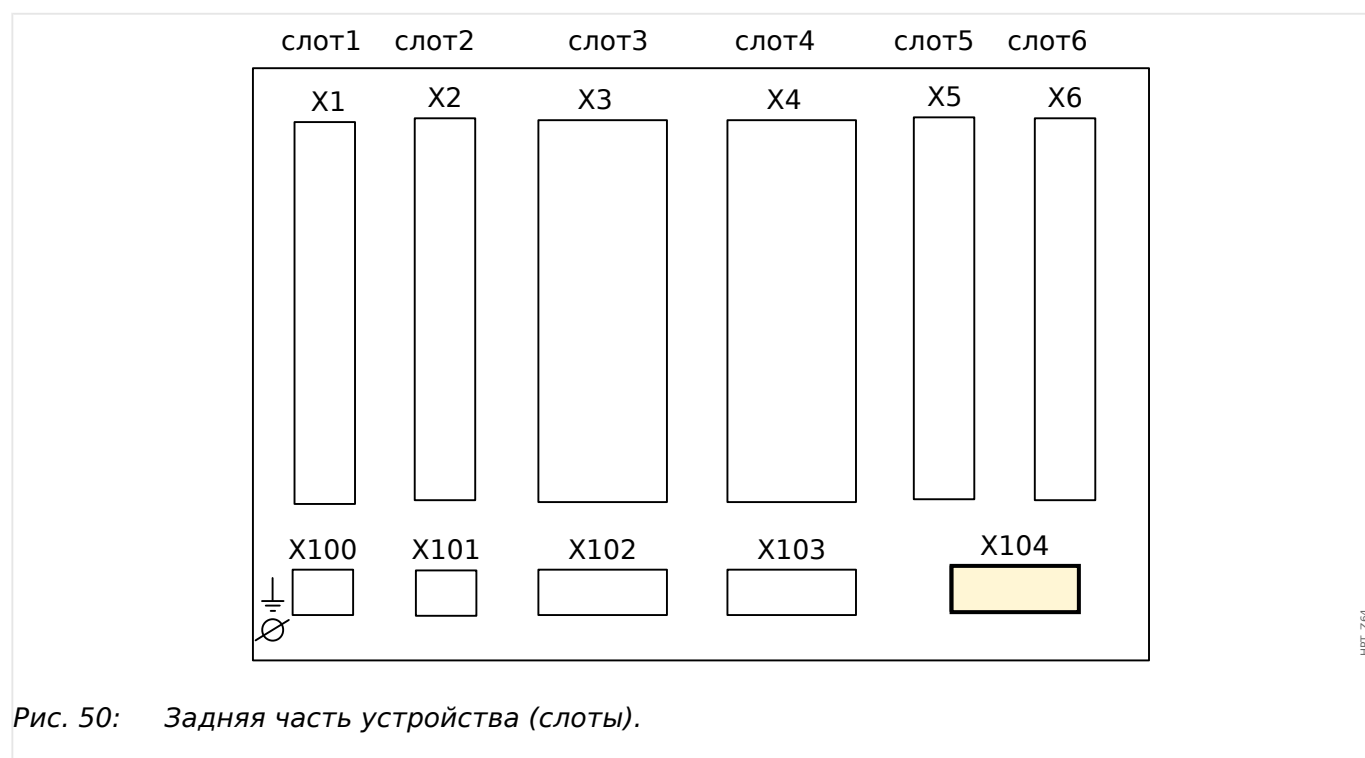 слот1 слот2 слот3 слот4 слот5 слот6
X1 X2 X3 X4 X5 X6
X100 X101 X102 X103 X104
Рис. 50: Задняя часть устройства (слоты).